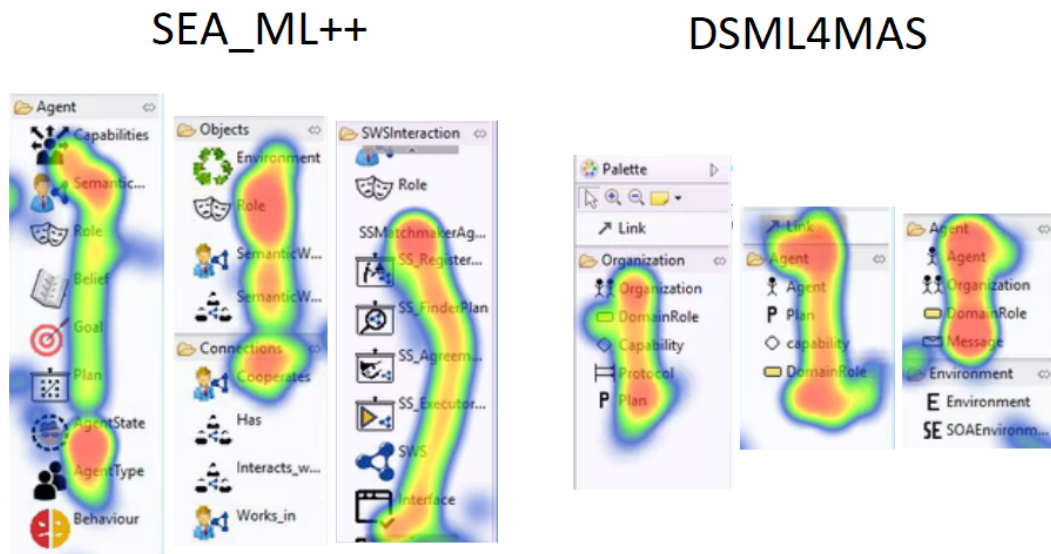 SEA_ML++
DSML4MAS
Agent
Capabilities
Semantic...
Role
Belief
Goal
Plan
AgentState
AgentType
Behaviour
Objects
Environment
Role
SemanticW...
SemanticW...
Connections
Cooperates
Has
Interacts_w...
Works_in
SWSInteraction
Role
SSMatchmakerAg...
SS_Register...
SS_FinderPlan
SS_Agreem...
SS_Executor...
SWS
Interface
Palette
Link
Organization
Organization
DomainRole
Capability
Protocol
P Plan
Link
Agent
Agent
P Plan
capability
DomainRole
Agent
Agent
Organization
DomainRole
Message
Environment
E Environment
SE SOAEnvironm...